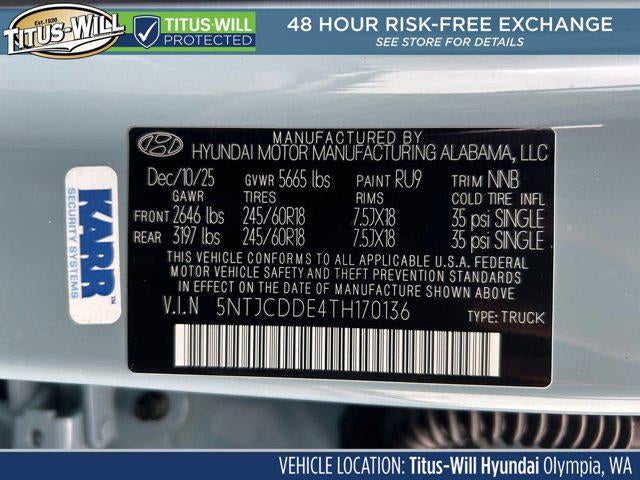 Est. 1938
TITUS-WILL
TITUS-WILL
PROTECTED
48 HOUR RISK-FREE EXCHANGE
SEE STORE FOR DETAILS
KARR™
SECURITY SYSTEMS
MANUFACTURED BY
HYUNDAI MOTOR MANUFACTURING ALABAMA, LLC
Dec/10/25 GVWR 5665 lbs PAINT RU9 TRIM NNB
GAWR TIRES RIMS COLD TIRE INFL
FRONT 2646 lbs 245/60R18 7.5JX18 35 psi SINGLE
REAR 3197 lbs 245/60R18 7.5JX18 35 psi SINGLE
THIS VEHICLE CONFORMS TO ALL APPLICABLE U.S.A. FEDERAL
MOTOR VEHICLE SAFETY AND THEFT PREVENTION STANDARDS
IN EFFECT ON THE DATE OF MANUFACTURE SHOWN ABOVE.
V.I.N 5NTJCDDE4TH170136
TYPE: TRUCK
VEHICLE LOCATION: Titus-Will Hyundai Olympia, WA